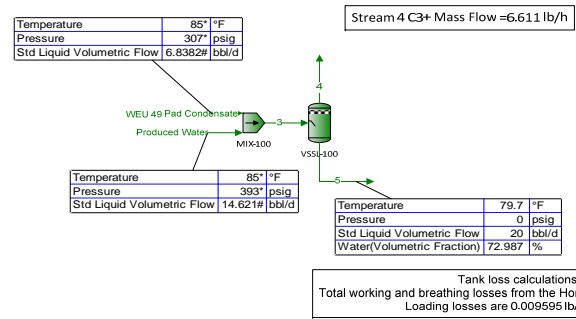 Stream 4 C3+ Mass Flow =6.611 lb/h
Temperature 85* °F
Pressure 307* psig
Std Liquid Volumetric Flow 6.8382# bbl/d
4
WEU 49 Pad Condensate
3
Produced Water
MIX-100
VSSL-100
5
Temperature 85* °F
Pressure 393* psig
Std Liquid Volumetric Flow 14.621# bbl/d
Temperature 79.7 °F
Pressure 0 psig
Std Liquid Volumetric Flow 20 bbl/d
Water(Volumetric Fraction) 72.987 %
Tank loss calculations
Total working and breathing losses from the
Loading losses are 0.009595 lb/